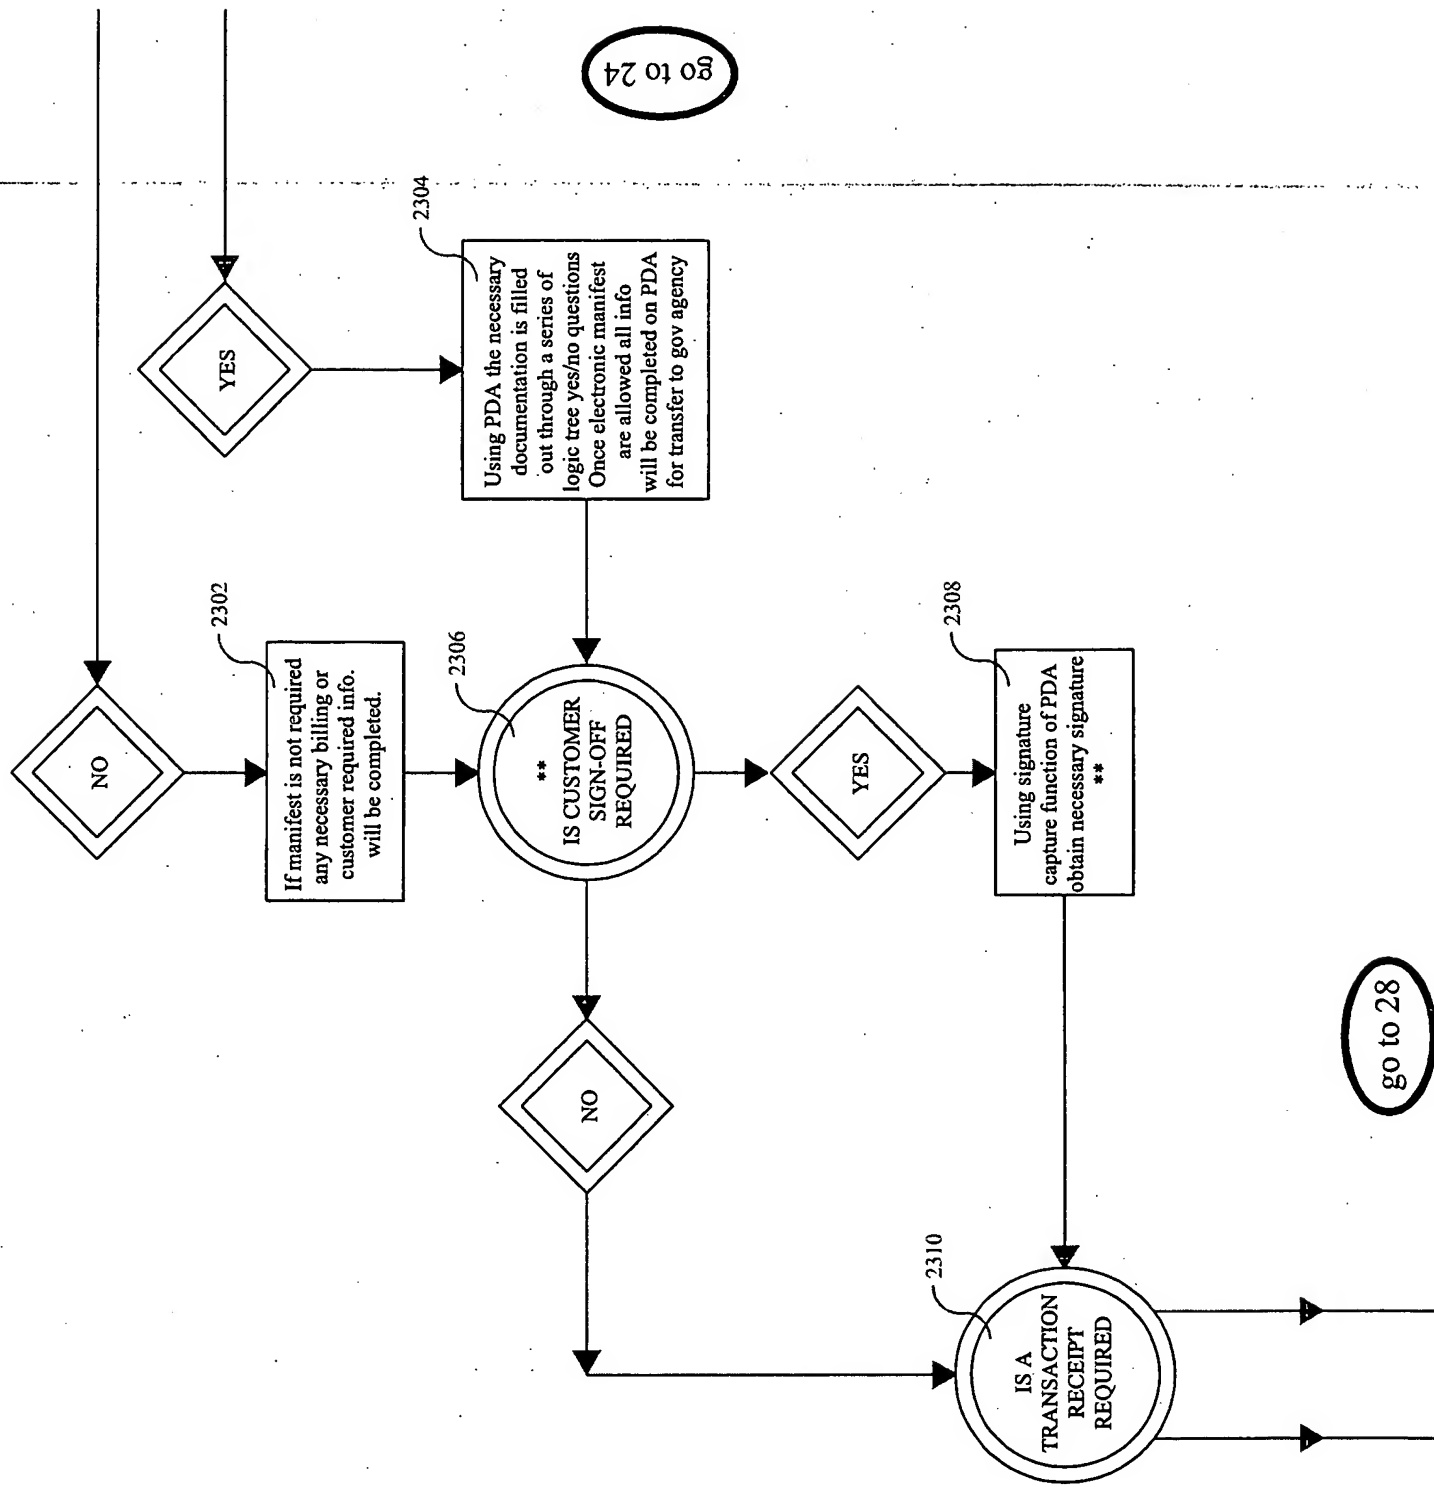 go to 24
NO
YES
2302
If manifest is not required
any necessary billing or
customer required info.
will be completed.
2304
Using PDA the necessary
documentation is filled
out through a series of
logic tree yes/no questions
Once electronic manifest
are allowed all info
will be completed on PDA
for transfer to gov agency
2306
**
IS CUSTOMER
SIGN-OFF
REQUIRED
NO
YES
2308
Using signature
capture function of PDA
obtain necessary signature
**
2310
IS A
TRANSACTION
RECEIPT
REQUIRED
go to 28